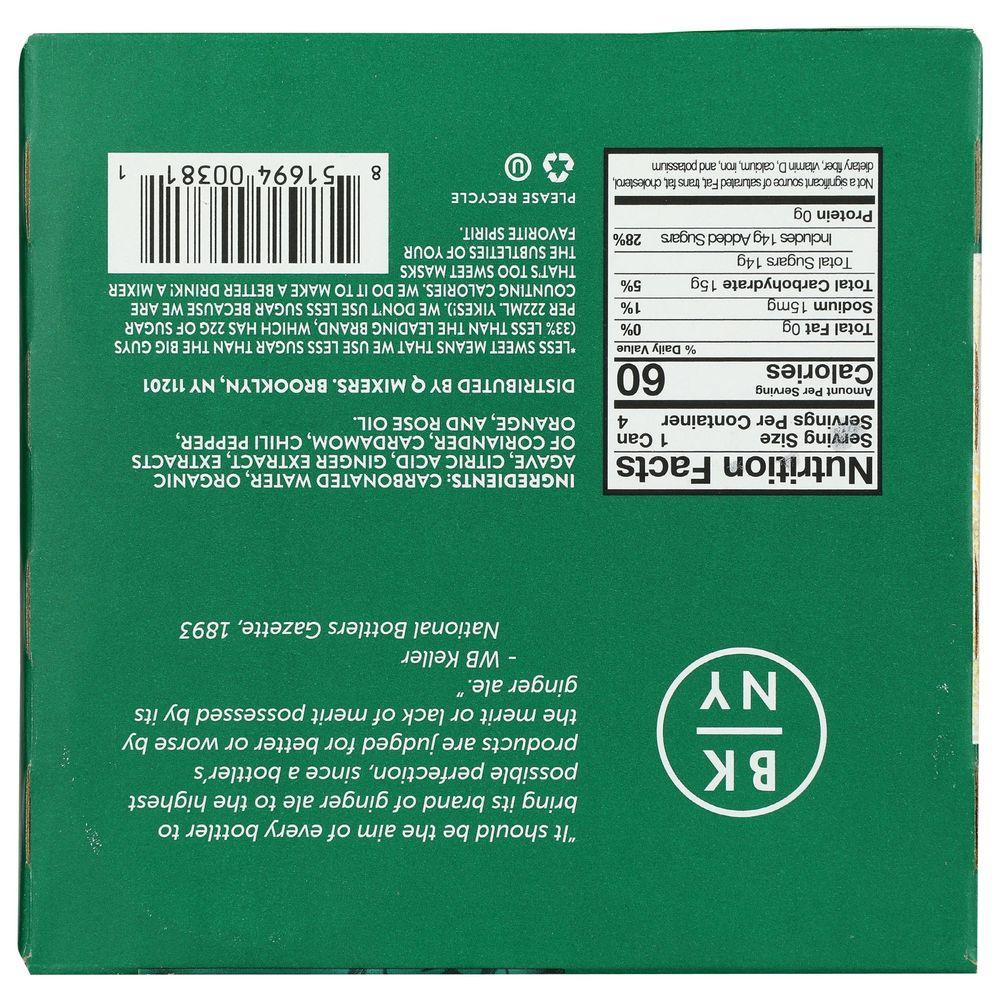 "It should be the aim of every bottler to
bring its brand of ginger ale to the highest
possible perfection, since, a bottler's
products are judged for better or worse by
the merit or lack of merit possessed by its
ginger ale."
- WB Keller
National Bottlers Gazette, 1893
BK
NY
INGREDIENTS: CARBONATED WATER, ORGANIC
AGAVE, CITRIC ACID, GINGER EXTRACT, EXTRACTS
OF CORIANDER, CARDAMOM, CHILI PEPPER,
ORANGE, AND ROSE OIL.
DISTRIBUTED BY Q MIXERS. BROOKLYN, NY 11201
*LESS SWEET MEANS THAT WE USE LESS SUGAR THAN THE BIG GUYS
(33% LESS THAN THE LEADING BRAND, WHICH HAS 22G OF SUGAR
PER 222ML. YIKES!). WE DON'T USE LESS SUGAR BECAUSE WE ARE
COUNTING CALORIES. WE DO IT TO MAKE A BETTER DRINK! A MIXER
THAT'S TOO SWEET MASKS
THE SUBTLETIES OF YOUR
FAVORITE SPIRIT.
PLEASE RECYCLE
U
8 51694 00381 1
Nutrition Facts
Serving Size 1 Can
Servings Per Container 4
Amount Per Serving
Calories 60
% Daily Value
Total Fat 0g 0%
Sodium 15mg 1%
Total Carbohydrate 15g 5%
Total Sugars 14g
Includes 14g Added Sugars 28%
Protein 0g
Not a significant source of saturated Fat, trans fat, cholesterol,
dietary fiber, vitamin D, calcium, iron, and potassium